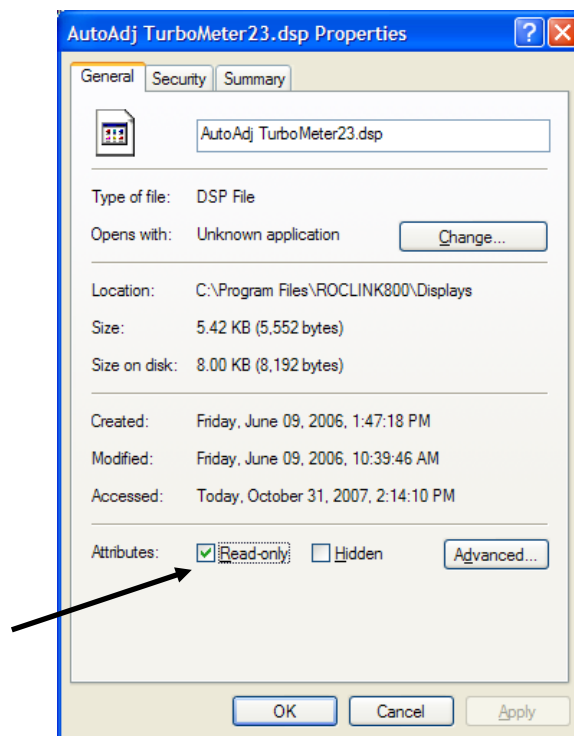 AutoAdj TurboMeter23.dsp Properties
General Security Summary
AutoAdj TurboMeter23.dsp
Type of file: DSP File
Opens with: Unknown application Change...
Location: C:\Program Files\ROCLINK800\Displays
Size: 5.42 KB (5,552 bytes)
Size on disk: 8.00 KB (8,192 bytes)
Created: Friday, June 09, 2006, 1:47:18 PM
Modified: Friday, June 09, 2006, 10:39:46 AM
Accessed: Today, October 31, 2007, 2:14:10 PM
Attributes: Read-only Hidden Advanced...
OK Cancel Apply